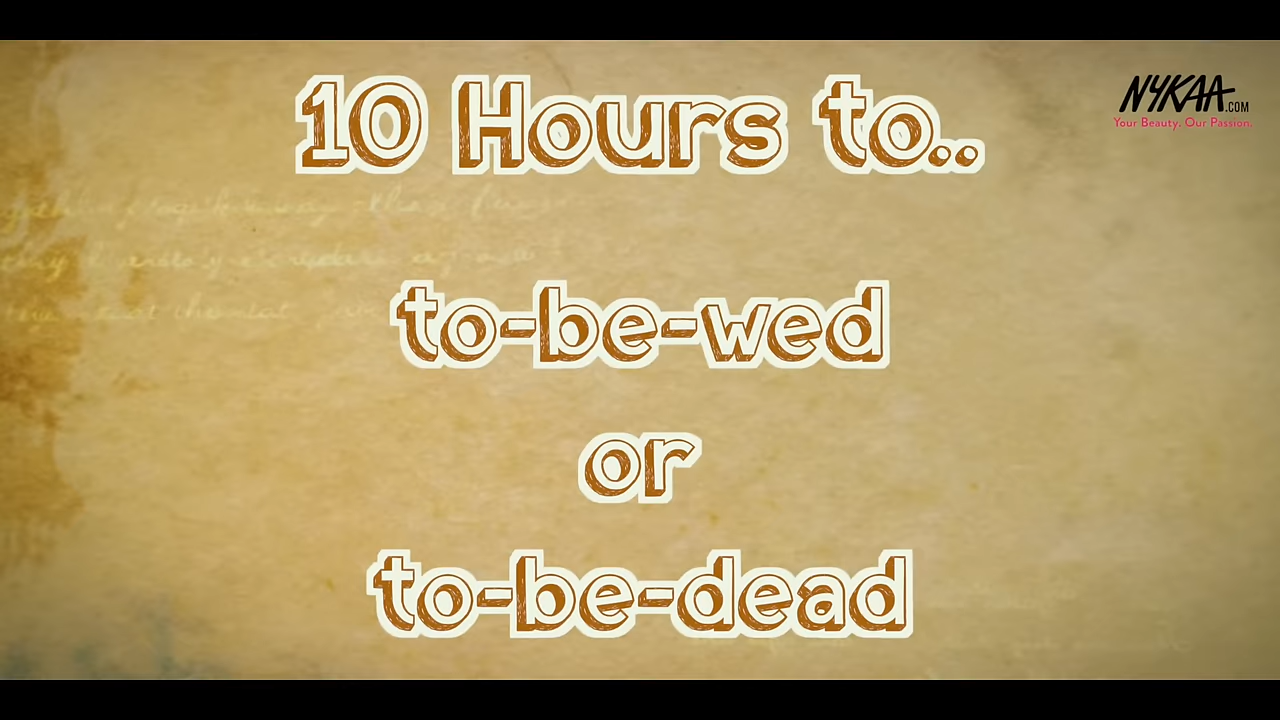 10 Hours to..
NYKAA.COM
Your Beauty. Our Passion.
to-be-wed
or
to-be-dead